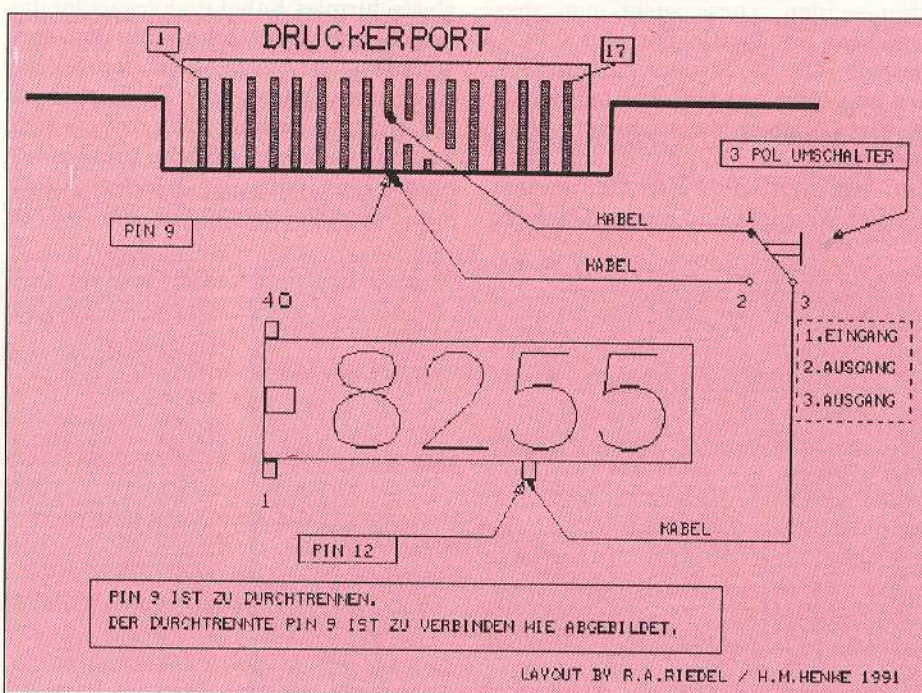 DRUCKERPORT
1
17
3 POL UMSCHALTER
PIN 9
KABEL
1
KABEL
2
3
40
1.EINGANG
2.AUSGANG
3.AUSGANG
8255
1
PIN 12
KABEL
PIN 9 IST ZU DURCHTRENNEN.
DER DURCHTRENNTE PIN 9 IST ZU VERBINDEN WIE ABGEBILDET.
LAYOUT BY R.A.RIEDEL / H.M.HENKE 1991